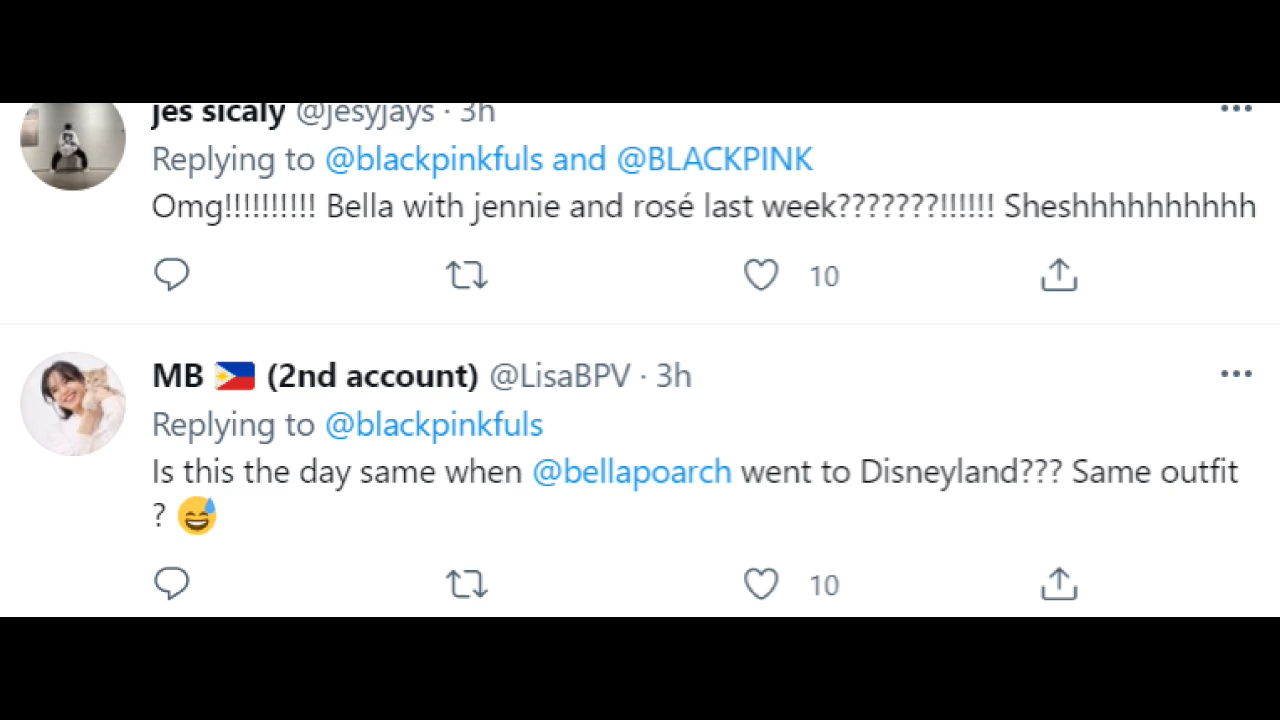 jes sicaly @jesyjays · 3h
Replying to @blackpinkfuls and @BLACKPINK
Omg!!!!!!!!!! Bella with jennie and rosé last week???????!!!!!! Sheshhhhhhhhhh
10
MB 🇵🇭 (2nd account) @LisaBPV · 3h
Replying to @blackpinkfuls
Is this the day same when @bellapoarch went to Disneyland??? Same outfit
? 😅
10